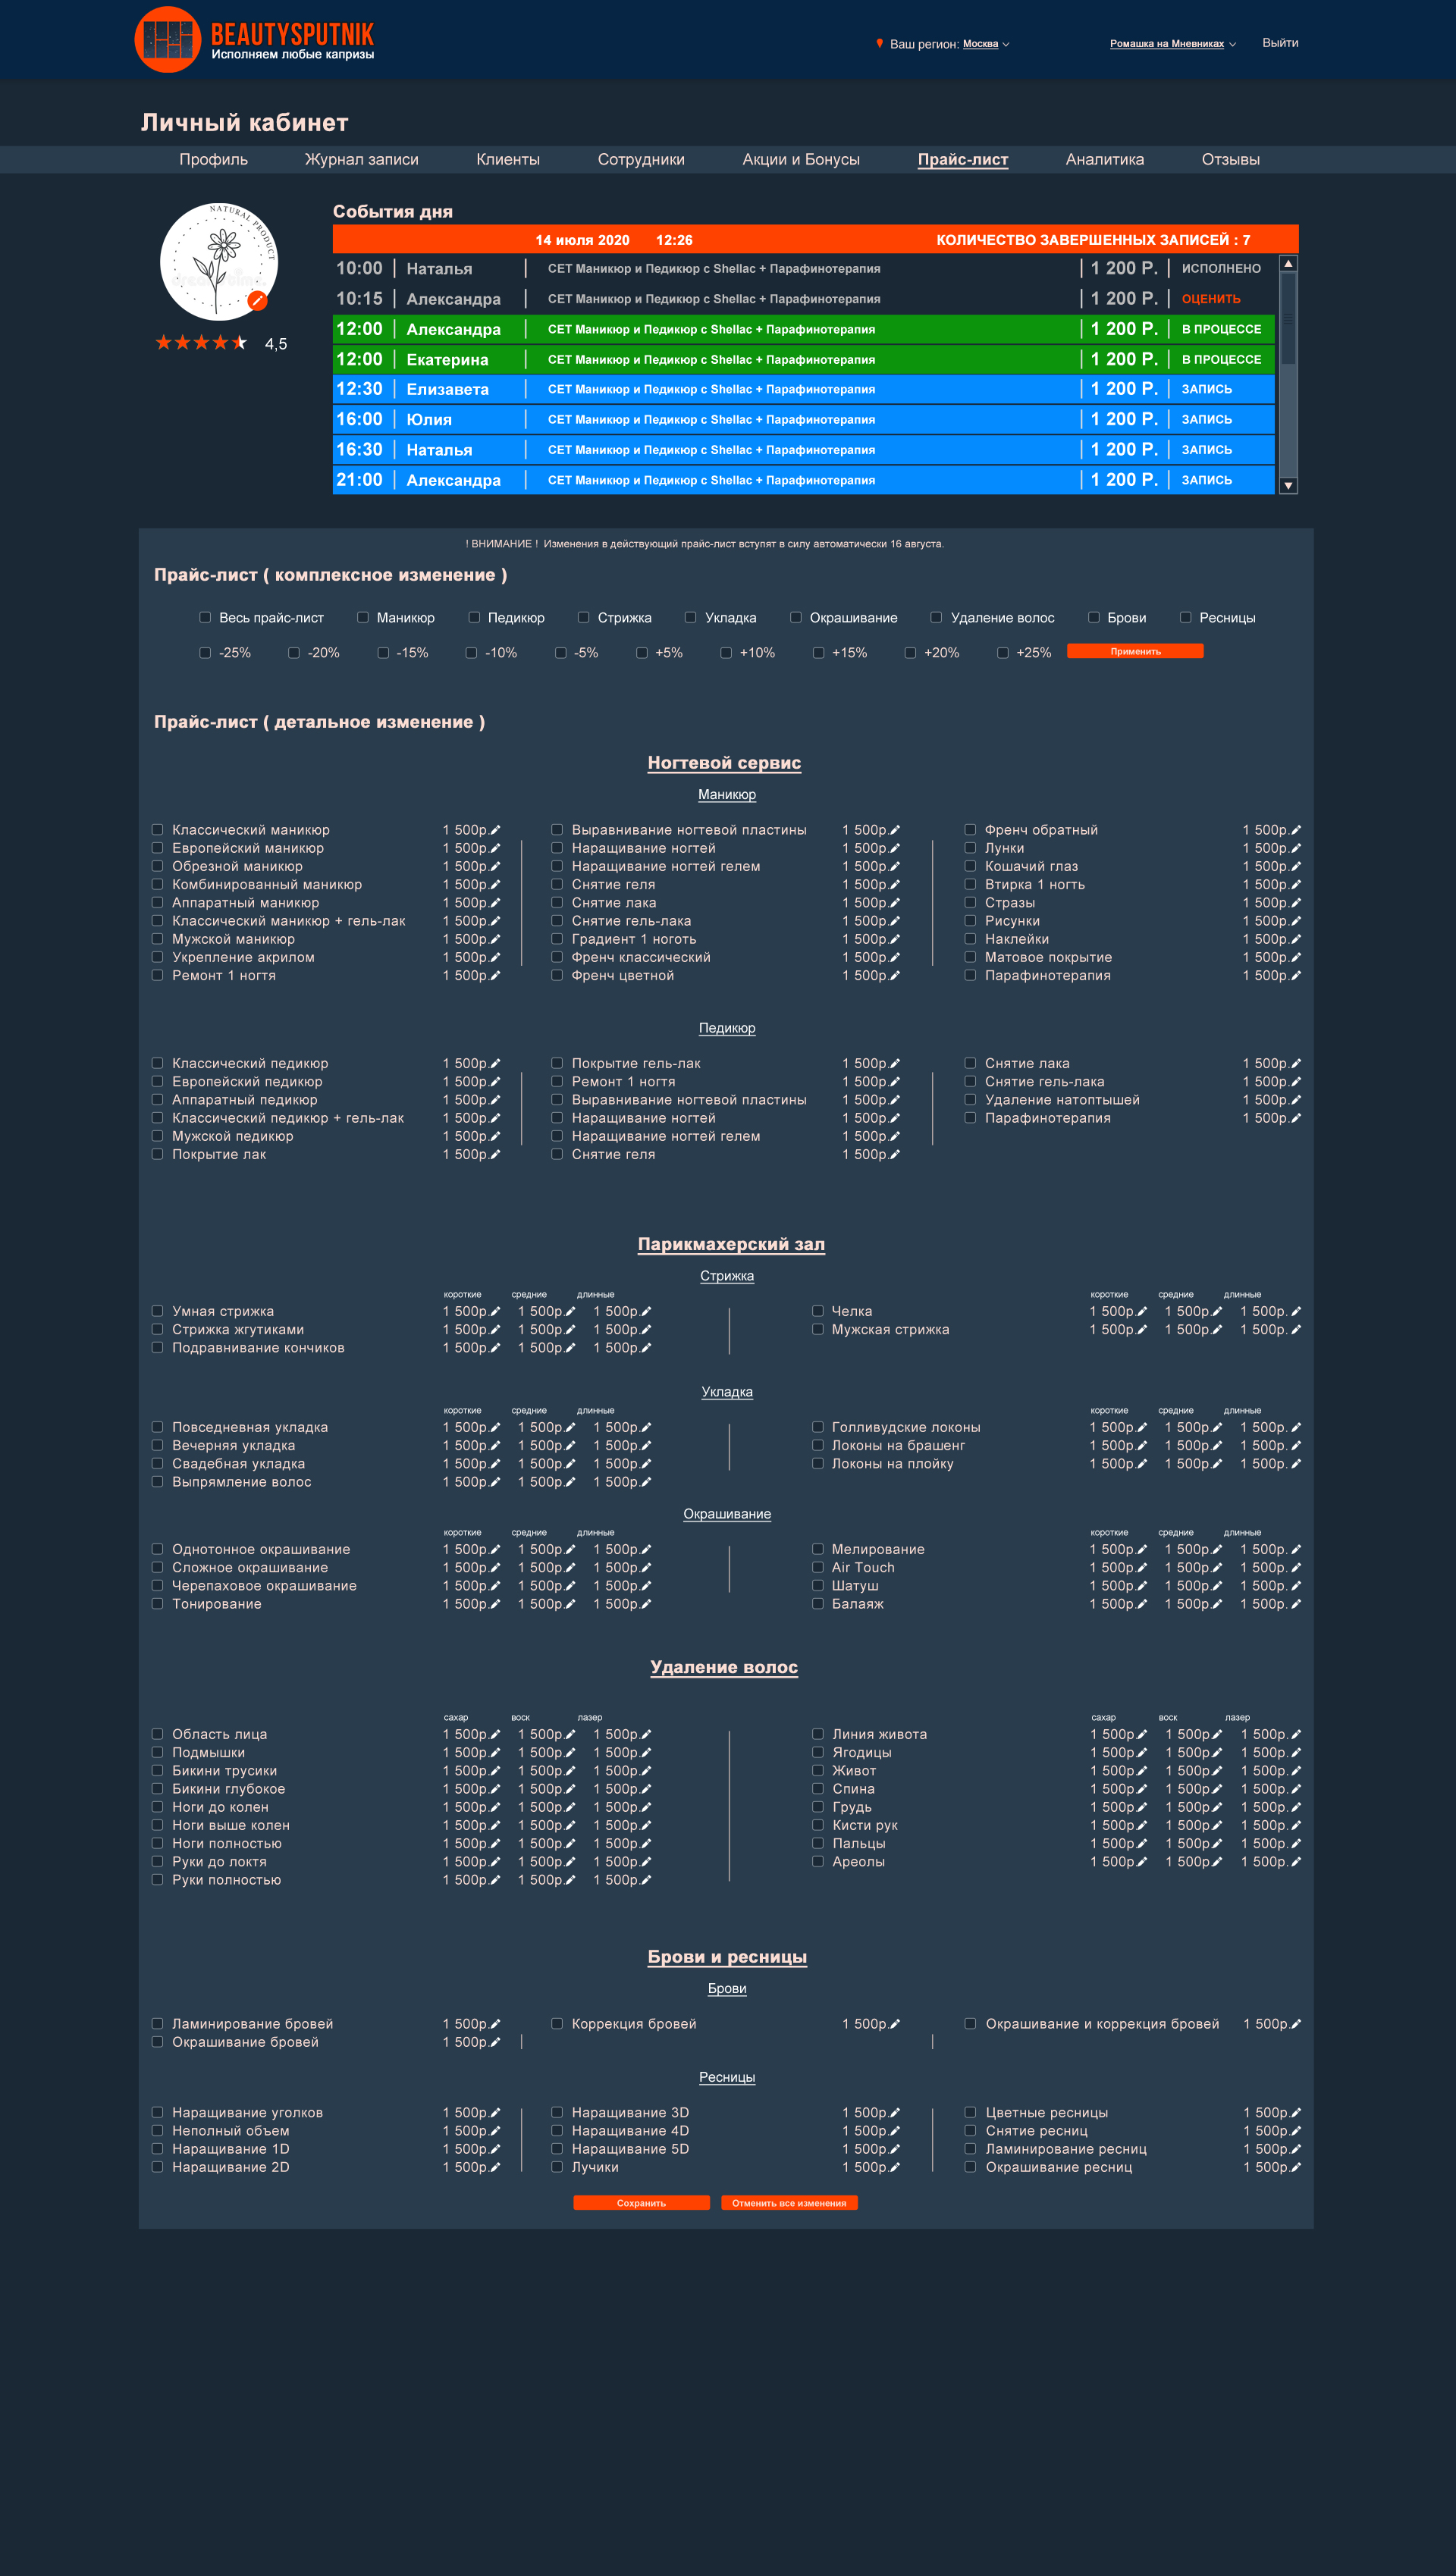 BEAUTYSPUTNIK
Исполняем любые капризы
Ваш регион: Москва
Ромашка на Мневниках
Выйти
Личный кабинет
Профиль Журнал записи Клиенты Сотрудники Акции и Бонусы Прайс-лист Аналитика Отзывы
NATURAL PRODUCT
4,5
События дня
14 июля 2020 12:26 КОЛИЧЕСТВО ЗАВЕРШЕННЫХ ЗАПИСЕЙ : 7
10:00 Наталья СЕТ Маникюр и Педикюр с Shellac + Парафинотерапия 1 200 Р. ИСПОЛНЕНО
10:15 Александра СЕТ Маникюр и Педикюр с Shellac + Парафинотерапия 1 200 Р. ОЦЕНИТЬ
12:00 Александра СЕТ Маникюр и Педикюр с Shellac + Парафинотерапия 1 200 Р. В ПРОЦЕССЕ
12:00 Екатерина СЕТ Маникюр и Педикюр с Shellac + Парафинотерапия 1 200 Р. В ПРОЦЕССЕ
12:30 Елизавета СЕТ Маникюр и Педикюр с Shellac + Парафинотерапия 1 200 Р. ЗАПИСЬ
16:00 Юлия СЕТ Маникюр и Педикюр с Shellac + Парафинотерапия 1 200 Р. ЗАПИСЬ
16:30 Наталья СЕТ Маникюр и Педикюр с Shellac + Парафинотерапия 1 200 Р. ЗАПИСЬ
21:00 Александра СЕТ Маникюр и Педикюр с Shellac + Парафинотерапия 1 200 Р. ЗАПИСЬ
! ВНИМАНИЕ ! Изменения в действующий прайс-лист вступят в силу автоматически 16 августа.
Прайс-лист ( комплексное изменение )
Весь прайс-лист Маникюр Педикюр Стрижка Укладка Окрашивание Удаление волос Брови Ресницы
-25% -20% -15% -10% -5% +5% +10% +15% +20% +25% Применить
Прайс-лист ( детальное изменение )
Ногтевой сервис
Маникюр
Классический маникюр 1 500р. Выравнивание ногтевой пластины 1 500р. Френч обратный 1 500р.
Европейский маникюр 1 500р. Наращивание ногтей 1 500р. Лунки 1 500р.
Обрезной маникюр 1 500р. Наращивание ногтей гелем 1 500р. Кошачий глаз 1 500р.
Комбинированный маникюр 1 500р. Снятие геля 1 500р. Втирка 1 ногть 1 500р.
Аппаратный маникюр 1 500р. Снятие лака 1 500р. Стразы 1 500р.
Классический маникюр + гель-лак 1 500р. Снятие гель-лака 1 500р. Рисунки 1 500р.
Мужской маникюр 1 500р. Градиент 1 ноготь 1 500р. Наклейки 1 500р.
Укрепление акрилом 1 500р. Френч классический 1 500р. Матовое покрытие 1 500р.
Ремонт 1 ногтя 1 500р. Френч цветной 1 500р. Парафинотерапия 1 500р.
Педикюр
Классический педикюр 1 500р. Покрытие гель-лак 1 500р. Снятие лака 1 500р.
Европейский педикюр 1 500р. Ремонт 1 ногтя 1 500р. Снятие гель-лака 1 500р.
Аппаратный педикюр 1 500р. Выравнивание ногтевой пластины 1 500р. Удаление натоптышей 1 500р.
Классический педикюр + гель-лак 1 500р. Наращивание ногтей 1 500р. Парафинотерапия 1 500р.
Мужской педикюр 1 500р. Наращивание ногтей гелем 1 500р.
Покрытие лак 1 500р. Снятие геля 1 500р.
Парикмахерский зал
Стрижка
короткие средние длинные короткие средние длинные
Умная стрижка 1 500р. 1 500р. 1 500р. Челка 1 500р. 1 500р. 1 500р.
Стрижка жгутиками 1 500р. 1 500р. 1 500р. Мужская стрижка 1 500р. 1 500р. 1 500р.
Подравнивание кончиков 1 500р. 1 500р. 1 500р.
Укладка
короткие средние длинные короткие средние длинные
Повседневная укладка 1 500р. 1 500р. 1 500р. Голливудские локоны 1 500р. 1 500р. 1 500р.
Вечерняя укладка 1 500р. 1 500р. 1 500р. Локоны на брашенг 1 500р. 1 500р. 1 500р.
Свадебная укладка 1 500р. 1 500р. 1 500р. Локоны на плойку 1 500р. 1 500р. 1 500р.
Выпрямление волос 1 500р. 1 500р. 1 500р.
Окрашивание
короткие средние длинные короткие средние длинные
Однотонное окрашивание 1 500р. 1 500р. 1 500р. Мелирование 1 500р. 1 500р. 1 500р.
Сложное окрашивание 1 500р. 1 500р. 1 500р. Air Touch 1 500р. 1 500р. 1 500р.
Черепаховое окрашивание 1 500р. 1 500р. 1 500р. Шатуш 1 500р. 1 500р. 1 500р.
Тонирование 1 500р. 1 500р. 1 500р. Балаяж 1 500р. 1 500р. 1 500р.
Удаление волос
сахар воск лазер сахар воск лазер
Область лица 1 500р. 1 500р. 1 500р. Линия живота 1 500р. 1 500р. 1 500р.
Подмышки 1 500р. 1 500р. 1 500р. Ягодицы 1 500р. 1 500р. 1 500р.
Бикини трусики 1 500р. 1 500р. 1 500р. Живот 1 500р. 1 500р. 1 500р.
Бикини глубокое 1 500р. 1 500р. 1 500р. Спина 1 500р. 1 500р. 1 500р.
Ноги до колен 1 500р. 1 500р. 1 500р. Грудь 1 500р. 1 500р. 1 500р.
Ноги выше колен 1 500р. 1 500р. 1 500р. Кисти рук 1 500р. 1 500р. 1 500р.
Ноги полностью 1 500р. 1 500р. 1 500р. Пальцы 1 500р. 1 500р. 1 500р.
Руки до локтя 1 500р. 1 500р. 1 500р. Ареолы 1 500р. 1 500р. 1 500р.
Руки полностью 1 500р. 1 500р. 1 500р.
Брови и ресницы
Брови
Ламинирование бровей 1 500р. Коррекция бровей 1 500р. Окрашивание и коррекция бровей 1 500р.
Окрашивание бровей 1 500р.
Ресницы
Наращивание уголков 1 500р. Наращивание 3D 1 500р. Цветные ресницы 1 500р.
Неполный объем 1 500р. Наращивание 4D 1 500р. Снятие ресниц 1 500р.
Наращивание 1D 1 500р. Наращивание 5D 1 500р. Ламинирование ресниц 1 500р.
Наращивание 2D 1 500р. Лучики 1 500р. Окрашивание ресниц 1 500р.
Сохранить Отменить все изменения